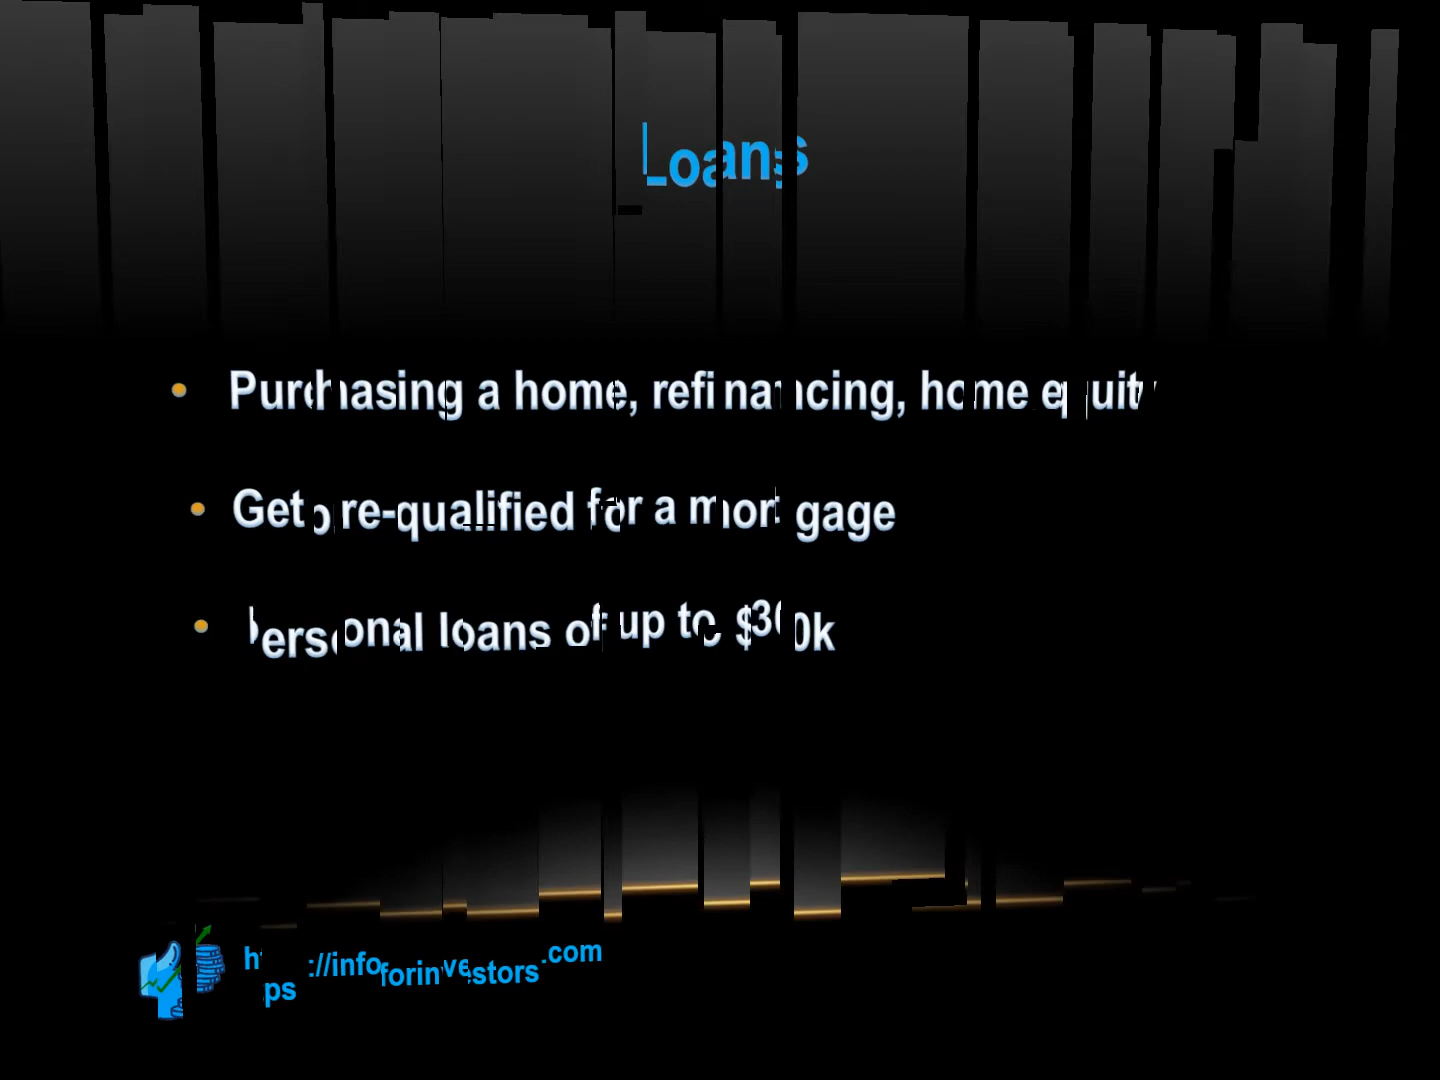 Loans
Purchasing a home, refinancing, home equity
Get pre-qualified for a mortgage
Personal loans of up to $300k
https://infoforinvestors.com